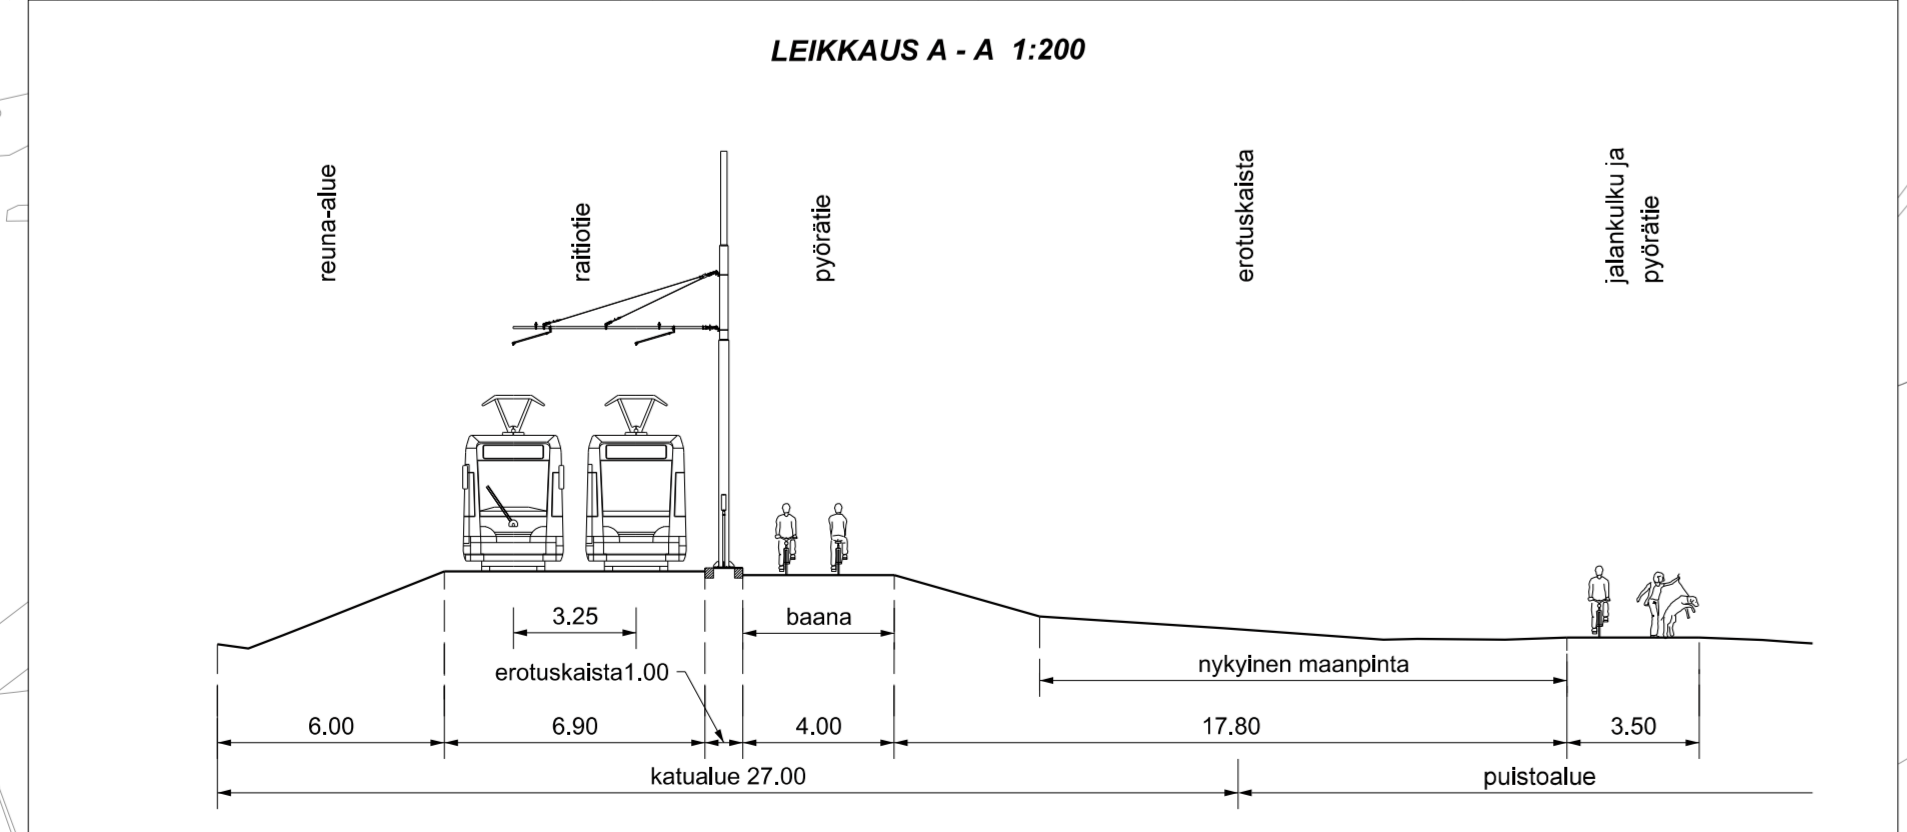 LEIKKAUS A - A 1:200
reuna-alue
raitiotie
pyörätie
erotuskaista
jalankulku ja
pyörätie
3.25
baana
erotuskaista1.00
nykyinen maanpinta
6.00
6.90
4.00
17.80
3.50
katualue 27.00
puistoalue